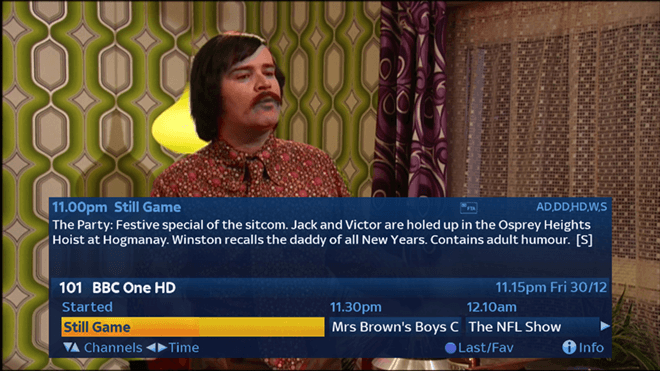 11.00pm Still Game AD,DD,HD,W,S
The Party: Festive special of the sitcom. Jack and Victor are holed up in the Osprey Heights
Hoist at Hogmanay. Winston recalls the daddy of all New Years. Contains adult humour. [S]
101 BBC One HD 11.15pm Fri 30/12
Started 11.30pm 12.10am
Still Game Mrs Brown's Boys C The NFL Show
Channels Time Last/Fav Info